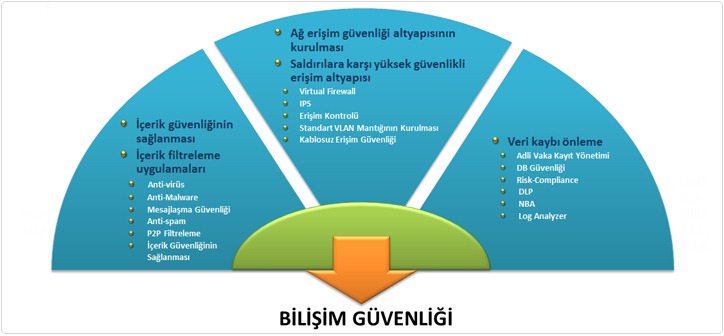 İçerik güvenliğinin
sağlanması
İçerik filtreleme
uygulamaları
Anti-virüs
Anti-Malware
Mesajlaşma Güvenliği
Anti-spam
P2P Filtreleme
İçerik Güvenliğinin
Sağlanması
Ağ erişim güvenliği altyapısının
kurulması
Saldırılara karşı yüksek güvenlikli
erişim altyapısı
Virtual Firewall
IPS
Erişim Kontrolü
Standart VLAN Mantığının Kurulması
Kablosuz Erişim Güvenliği
Veri kaybı önleme
Adli Vaka Kayıt Yönetimi
DB Güvenliği
Risk-Compliance
DLP
NBA
Log Analyzer
BİLİŞİM GÜVENLİĞİ